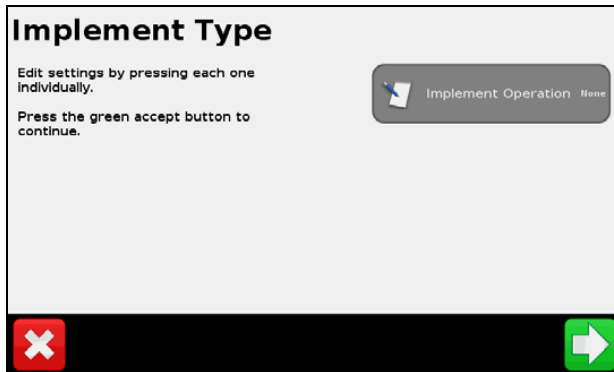 Implement Type
Edit settings by pressing each one
individually.
Press the green accept button to
continue.
Implement Operation None